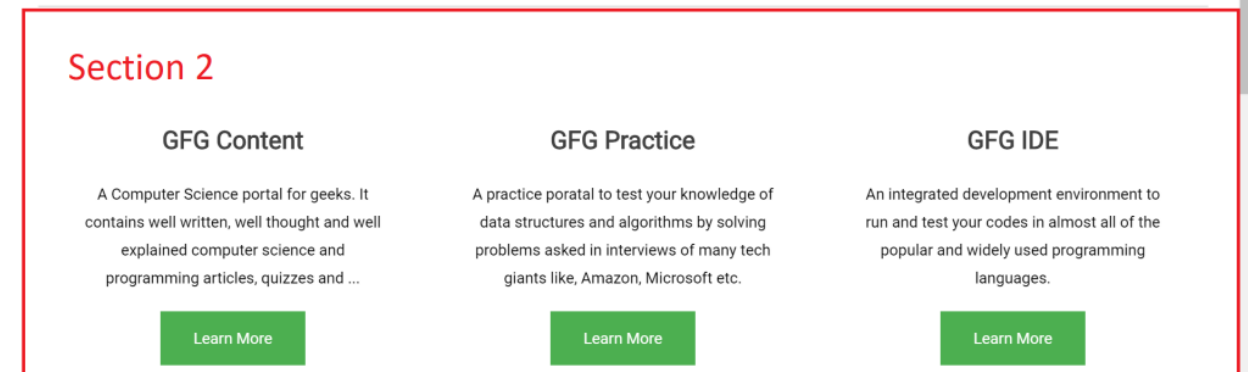 Section 2
GFG Content
A Computer Science portal for geeks. It
contains well written, well thought and well
explained computer science and
programming articles, quizzes and ...
Learn More
GFG Practice
A practice poratal to test your knowledge of
data structures and algorithms by solving
problems asked in interviews of many tech
giants like, Amazon, Microsoft etc.
Learn More
GFG IDE
An integrated development environment to
run and test your codes in almost all of the
popular and widely used programming
languages.
Learn More